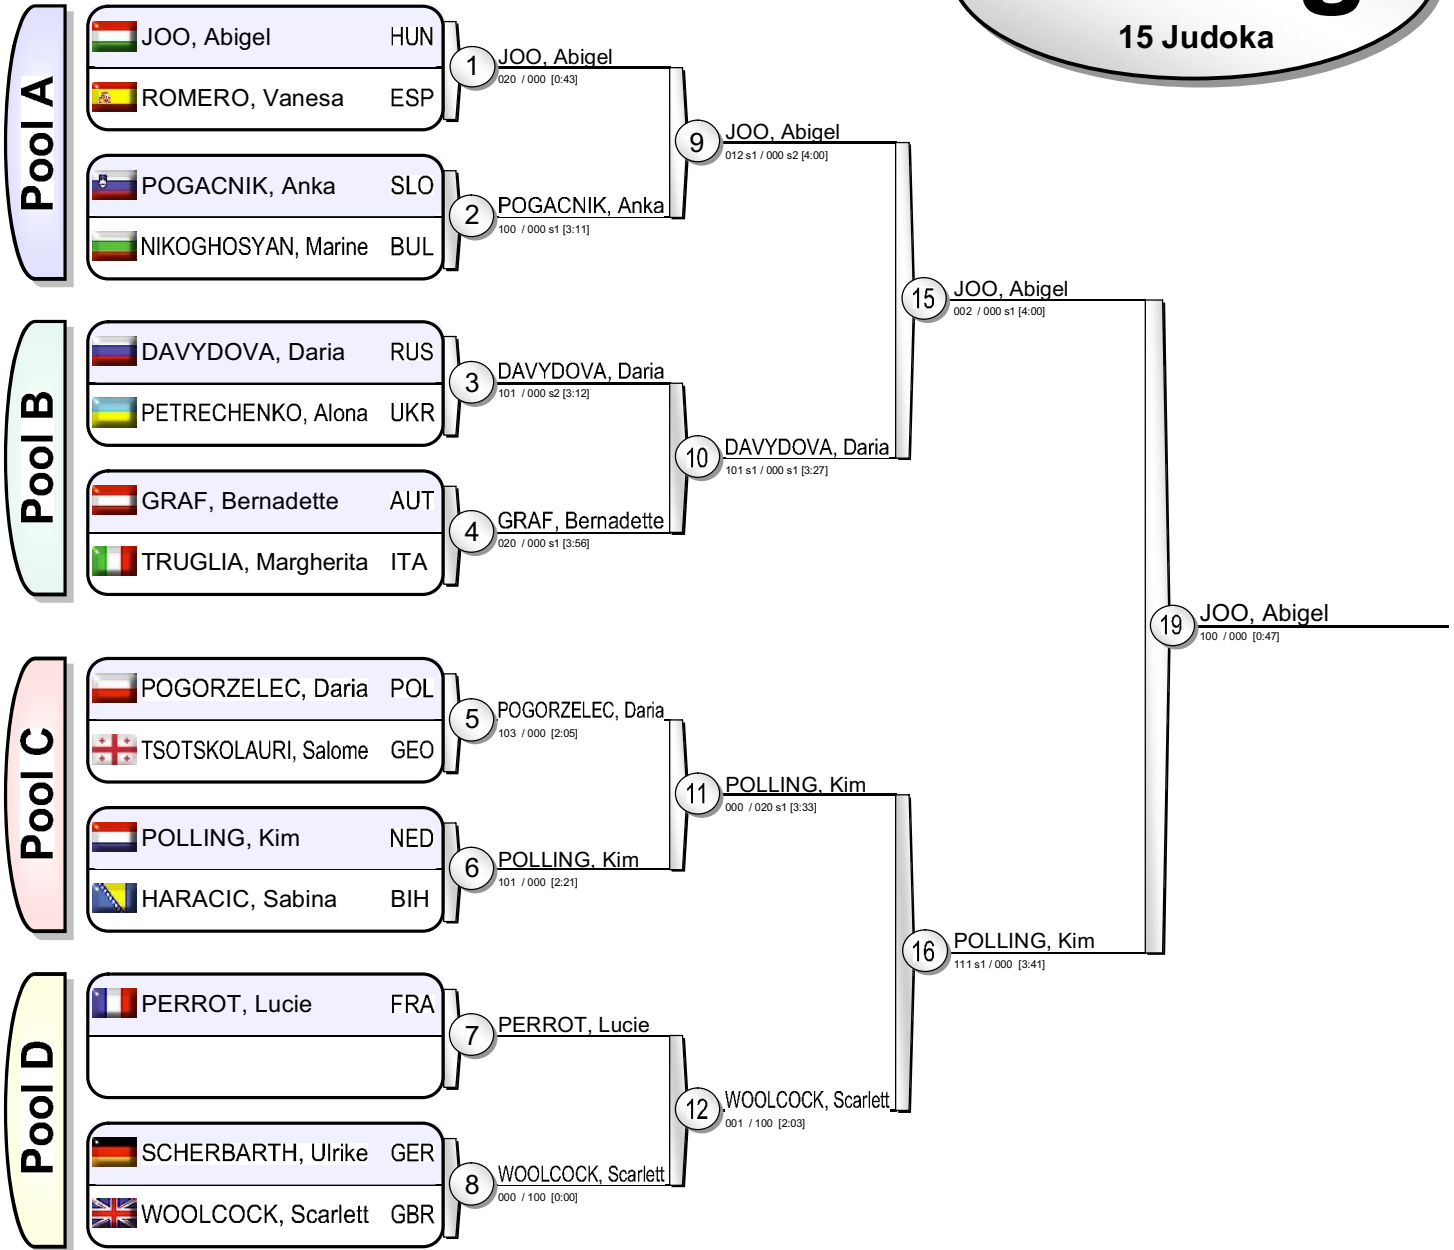 15 Judoka
Pool A
JOO, Abigel HUN
ROMERO, Vanesa ESP
POGACNIK, Anka SLO
NIKOGHOSYAN, Marine BUL
Pool B
DAVYDOVA, Daria RUS
PETRECHENKO, Alona UKR
GRAF, Bernadette AUT
TRUGLIA, Margherita ITA
Pool C
POGORZELEC, Daria POL
TSOTSKOLAURI, Salome GEO
POLLING, Kim NED
HARACIC, Sabina BIH
Pool D
PERROT, Lucie FRA
SCHERBARTH, Ulrike GER
WOOLCOCK, Scarlett GBR
1
JOO, Abigel
020 / 000 [0:43]
2
POGACNIK, Anka
100 / 000 s1 [3:11]
3
DAVYDOVA, Daria
101 / 000 s2 [3:12]
4
GRAF, Bernadette
020 / 000 s1 [3:56]
5
POGORZELEC, Daria
103 / 000 [2:05]
6
POLLING, Kim
101 / 000 [2:21]
7
PERROT, Lucie
8
WOOLCOCK, Scarlett
000 / 100 [0:00]
9
JOO, Abigel
012 s1 / 000 s2 [4:00]
10
DAVYDOVA, Daria
101 s1 / 000 s1 [3:27]
11
POLLING, Kim
000 / 020 s1 [3:33]
12
WOOLCOCK, Scarlett
001 / 100 [2:03]
15
JOO, Abigel
002 / 000 s1 [4:00]
16
POLLING, Kim
111 s1 / 000 [3:41]
19
JOO, Abigel
100 / 000 [0:47]